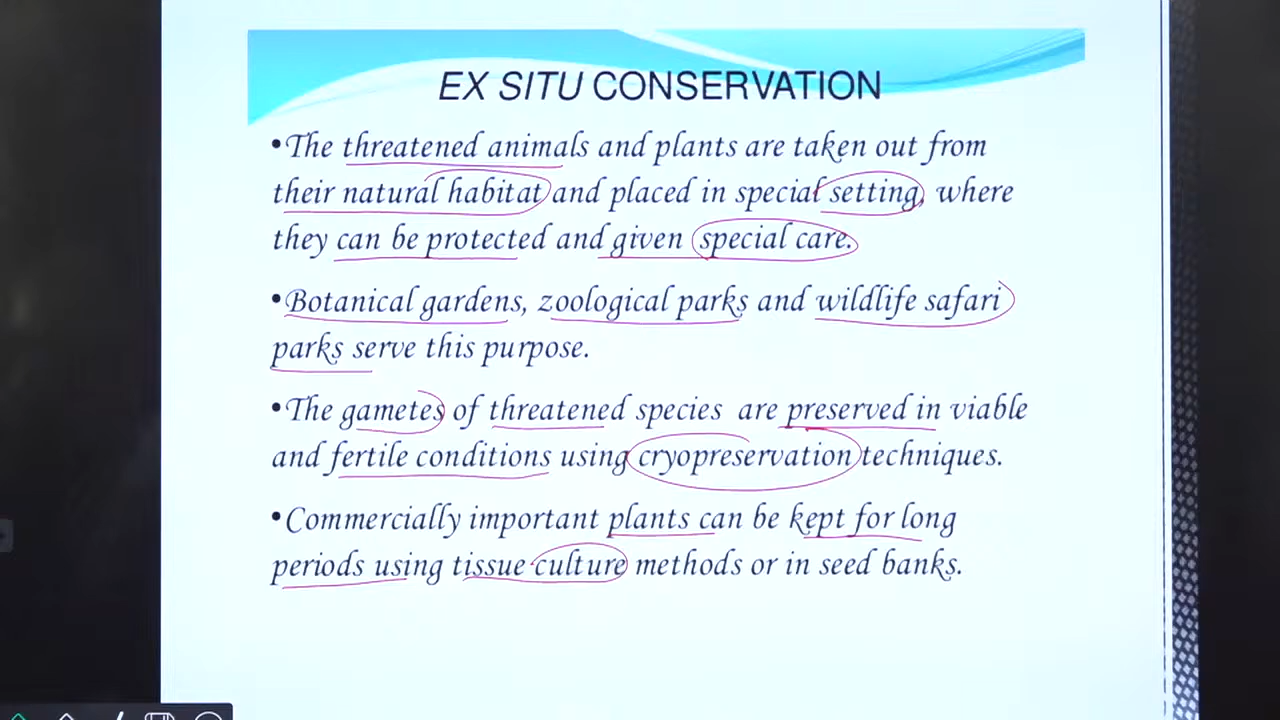 EX SITU CONSERVATION
•The threatened animals and plants are taken out from
their natural habitat and placed in special setting, where
they can be protected and given special care.
•Botanical gardens, zoological parks and wildlife safari
parks serve this purpose.
•The gametes of threatened species are preserved in viable
and fertile conditions using cryopreservation techniques.
•Commercially important plants can be kept for long
periods using tissue culture methods or in seed banks.